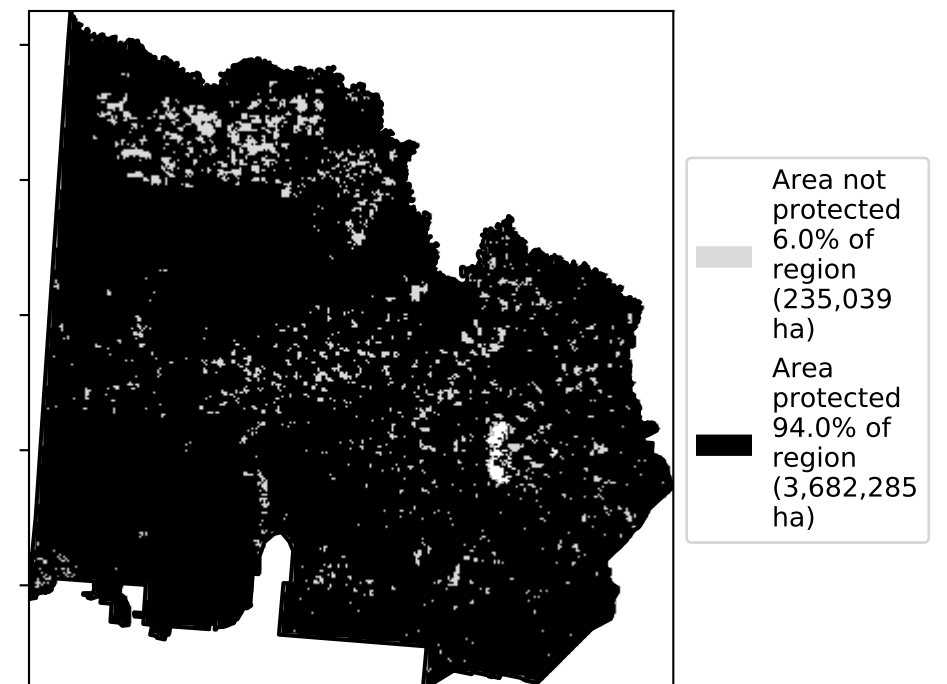 Area not
protected
6.0% of
region
(235,039
ha)
Area
protected
94.0% of
region
(3,682,285
ha)